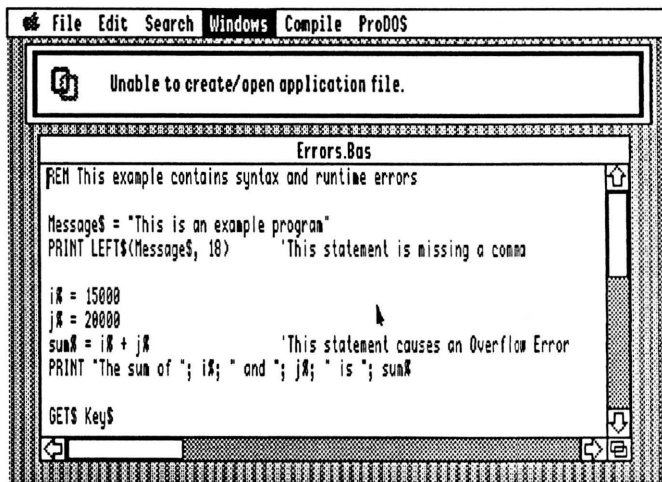 File Edit Search Windows Compile ProDOS
Unable to create/open application file.
Errors.Bas
REM This example contains syntax and runtime errors
Message$ = "This is an example program"
PRINT LEFT$(Message$, 18) 'This statement is missing a comma
i% = 15000
j% = 20000
sum% = i% + j% 'This statement causes an Overflow Error
PRINT "The sum of "; i%; " and "; j%; " is "; sum%
GET$ Key$